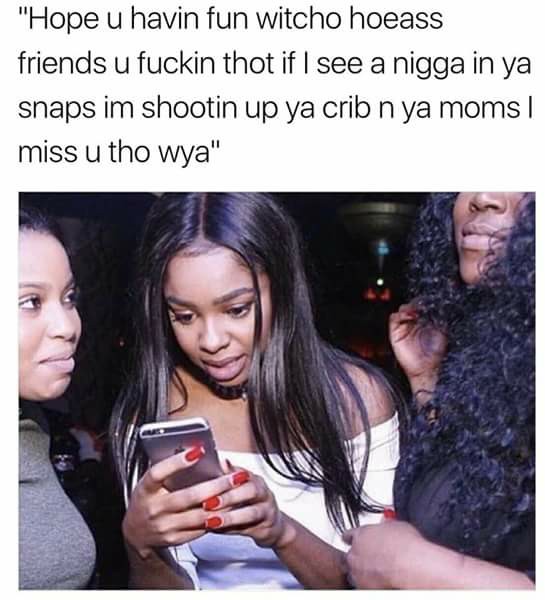 "Hope u havin fun witcho hoeass
friends u fuckin thot if I see a nigga in ya
snaps im shootin up ya crib n ya moms I
miss u tho wya"